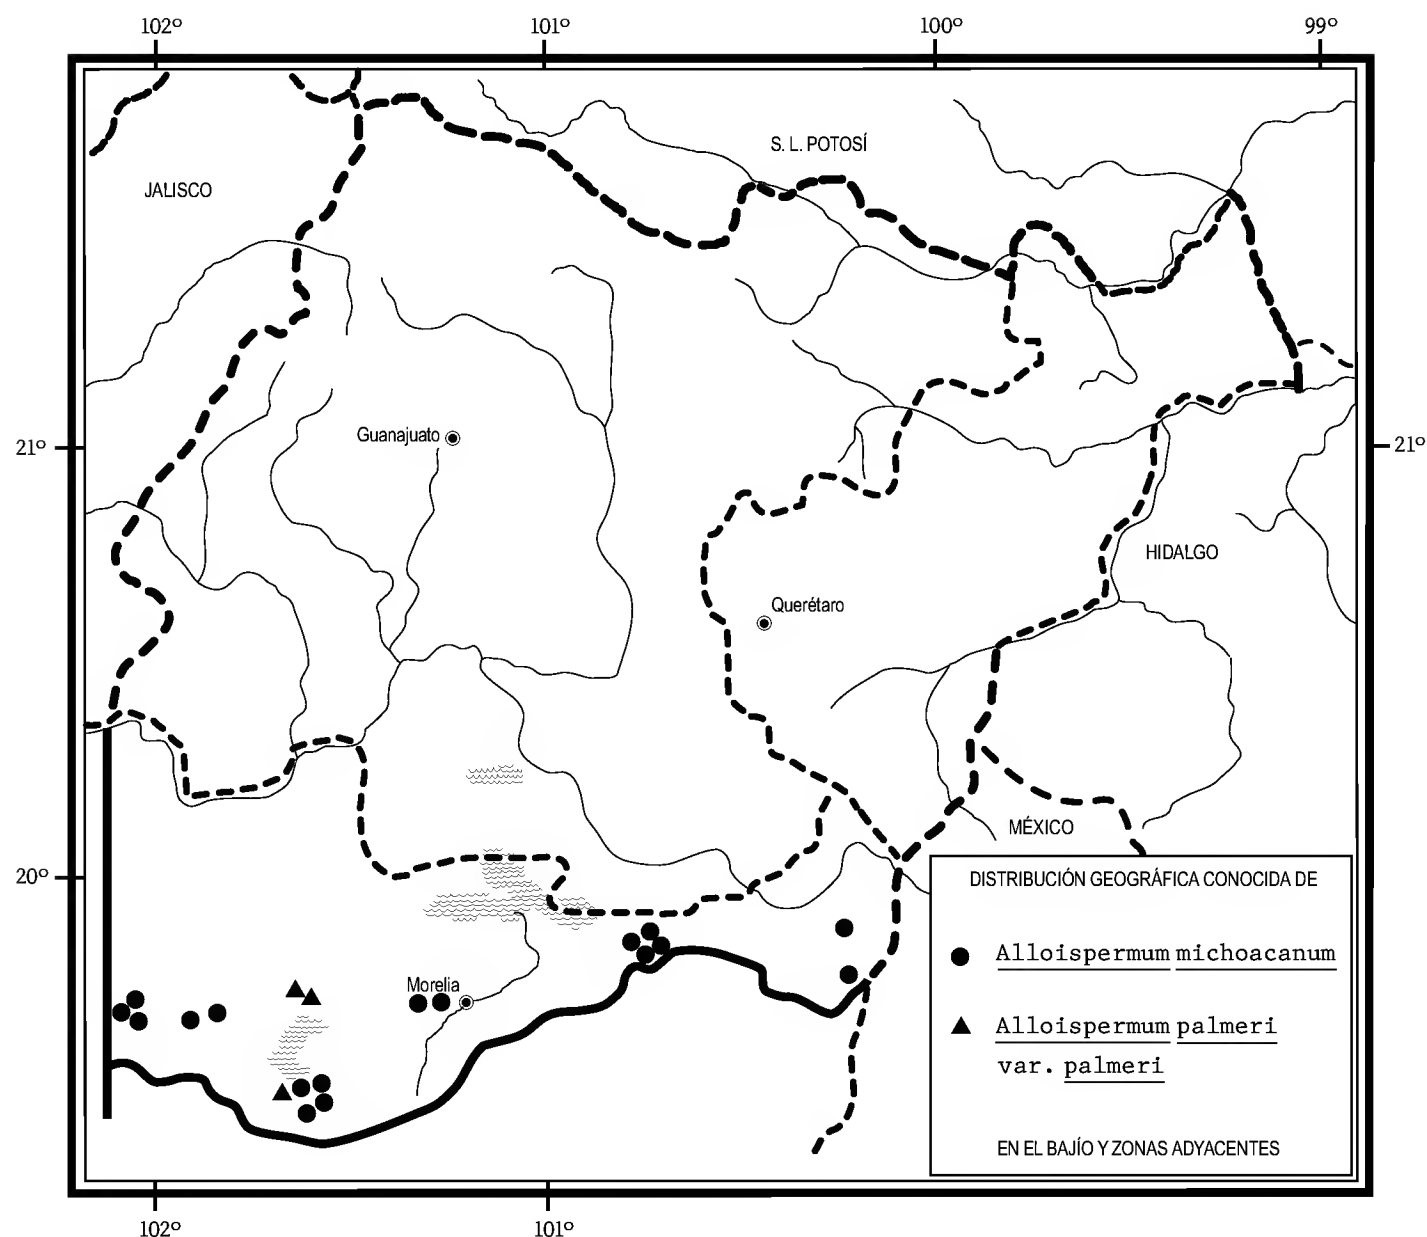 102º 101º 100º 99º
S. L. POTOSÍ
JALISCO
Guanajuato
21º 21º
HIDALGO
Querétaro
MÉXICO
20º
DISTRIBUCIÓN GEOGRÁFICA CONOCIDA DE
Alloispermum michoacanum
Morelia
Alloispermum palmeri
var. palmeri
EN EL BAJÍO Y ZONAS ADYACENTES
102º 101º